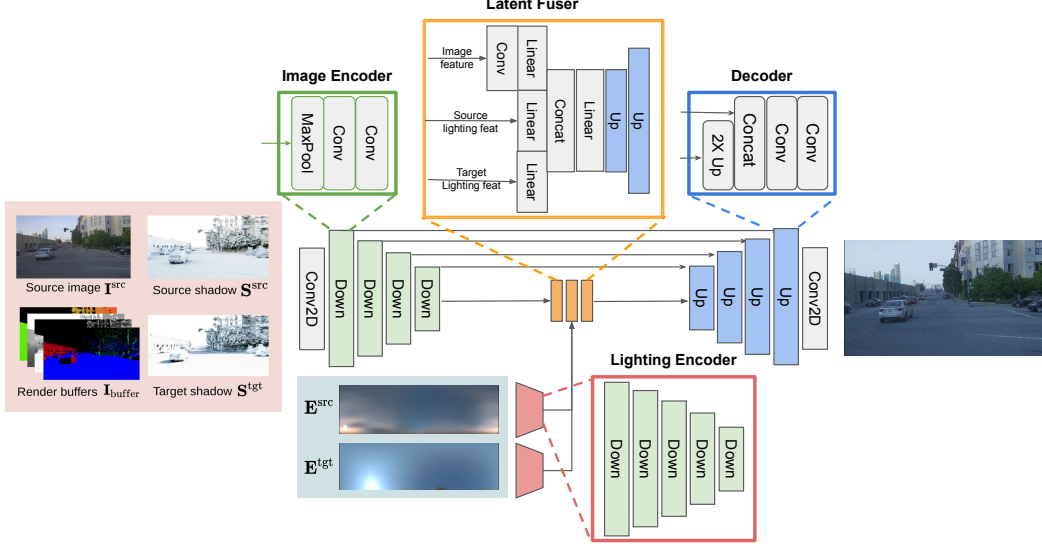 Latent Fuser
Image Encoder
Decoder
Image
feature
Source
lighting feat
Target
Lighting feat
Conv
Linear
Linear
Linear
Concat
Linear
Up
Up
MaxPool
Conv
Conv
2X Up
Concat
Conv
Conv
Source image I^src
Source shadow S^src
Render buffers I_buffer
Target shadow S^tgt
Conv2D
Down
Down
Down
Down
Up
Up
Up
Up
Conv2D
Lighting Encoder
E^src
E^tgt
Down
Down
Down
Down
Down